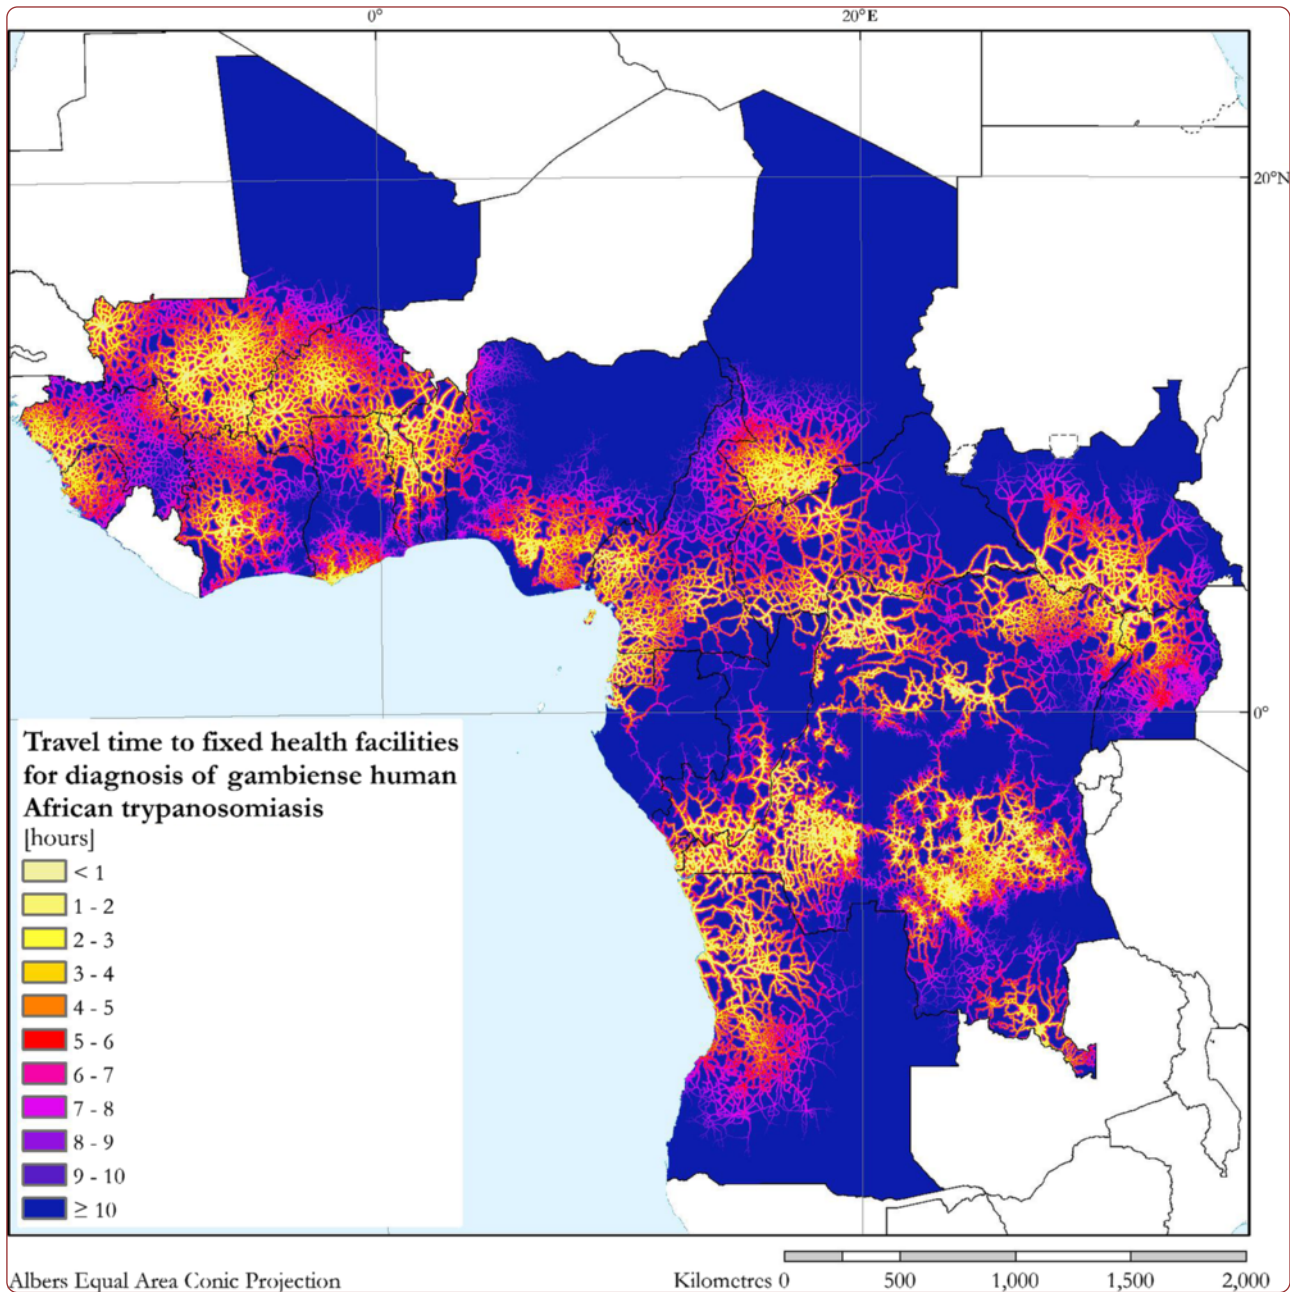 0°
20°E
20°N
0°
Travel time to fixed health facilities
for diagnosis of gambiense human
African trypanosomiasis
[hours]
< 1
1 - 2
2 - 3
3 - 4
4 - 5
5 - 6
6 - 7
7 - 8
8 - 9
9 - 10
≥ 10
Albers Equal Area Conic Projection
Kilometres 0 500 1,000 1,500 2,000